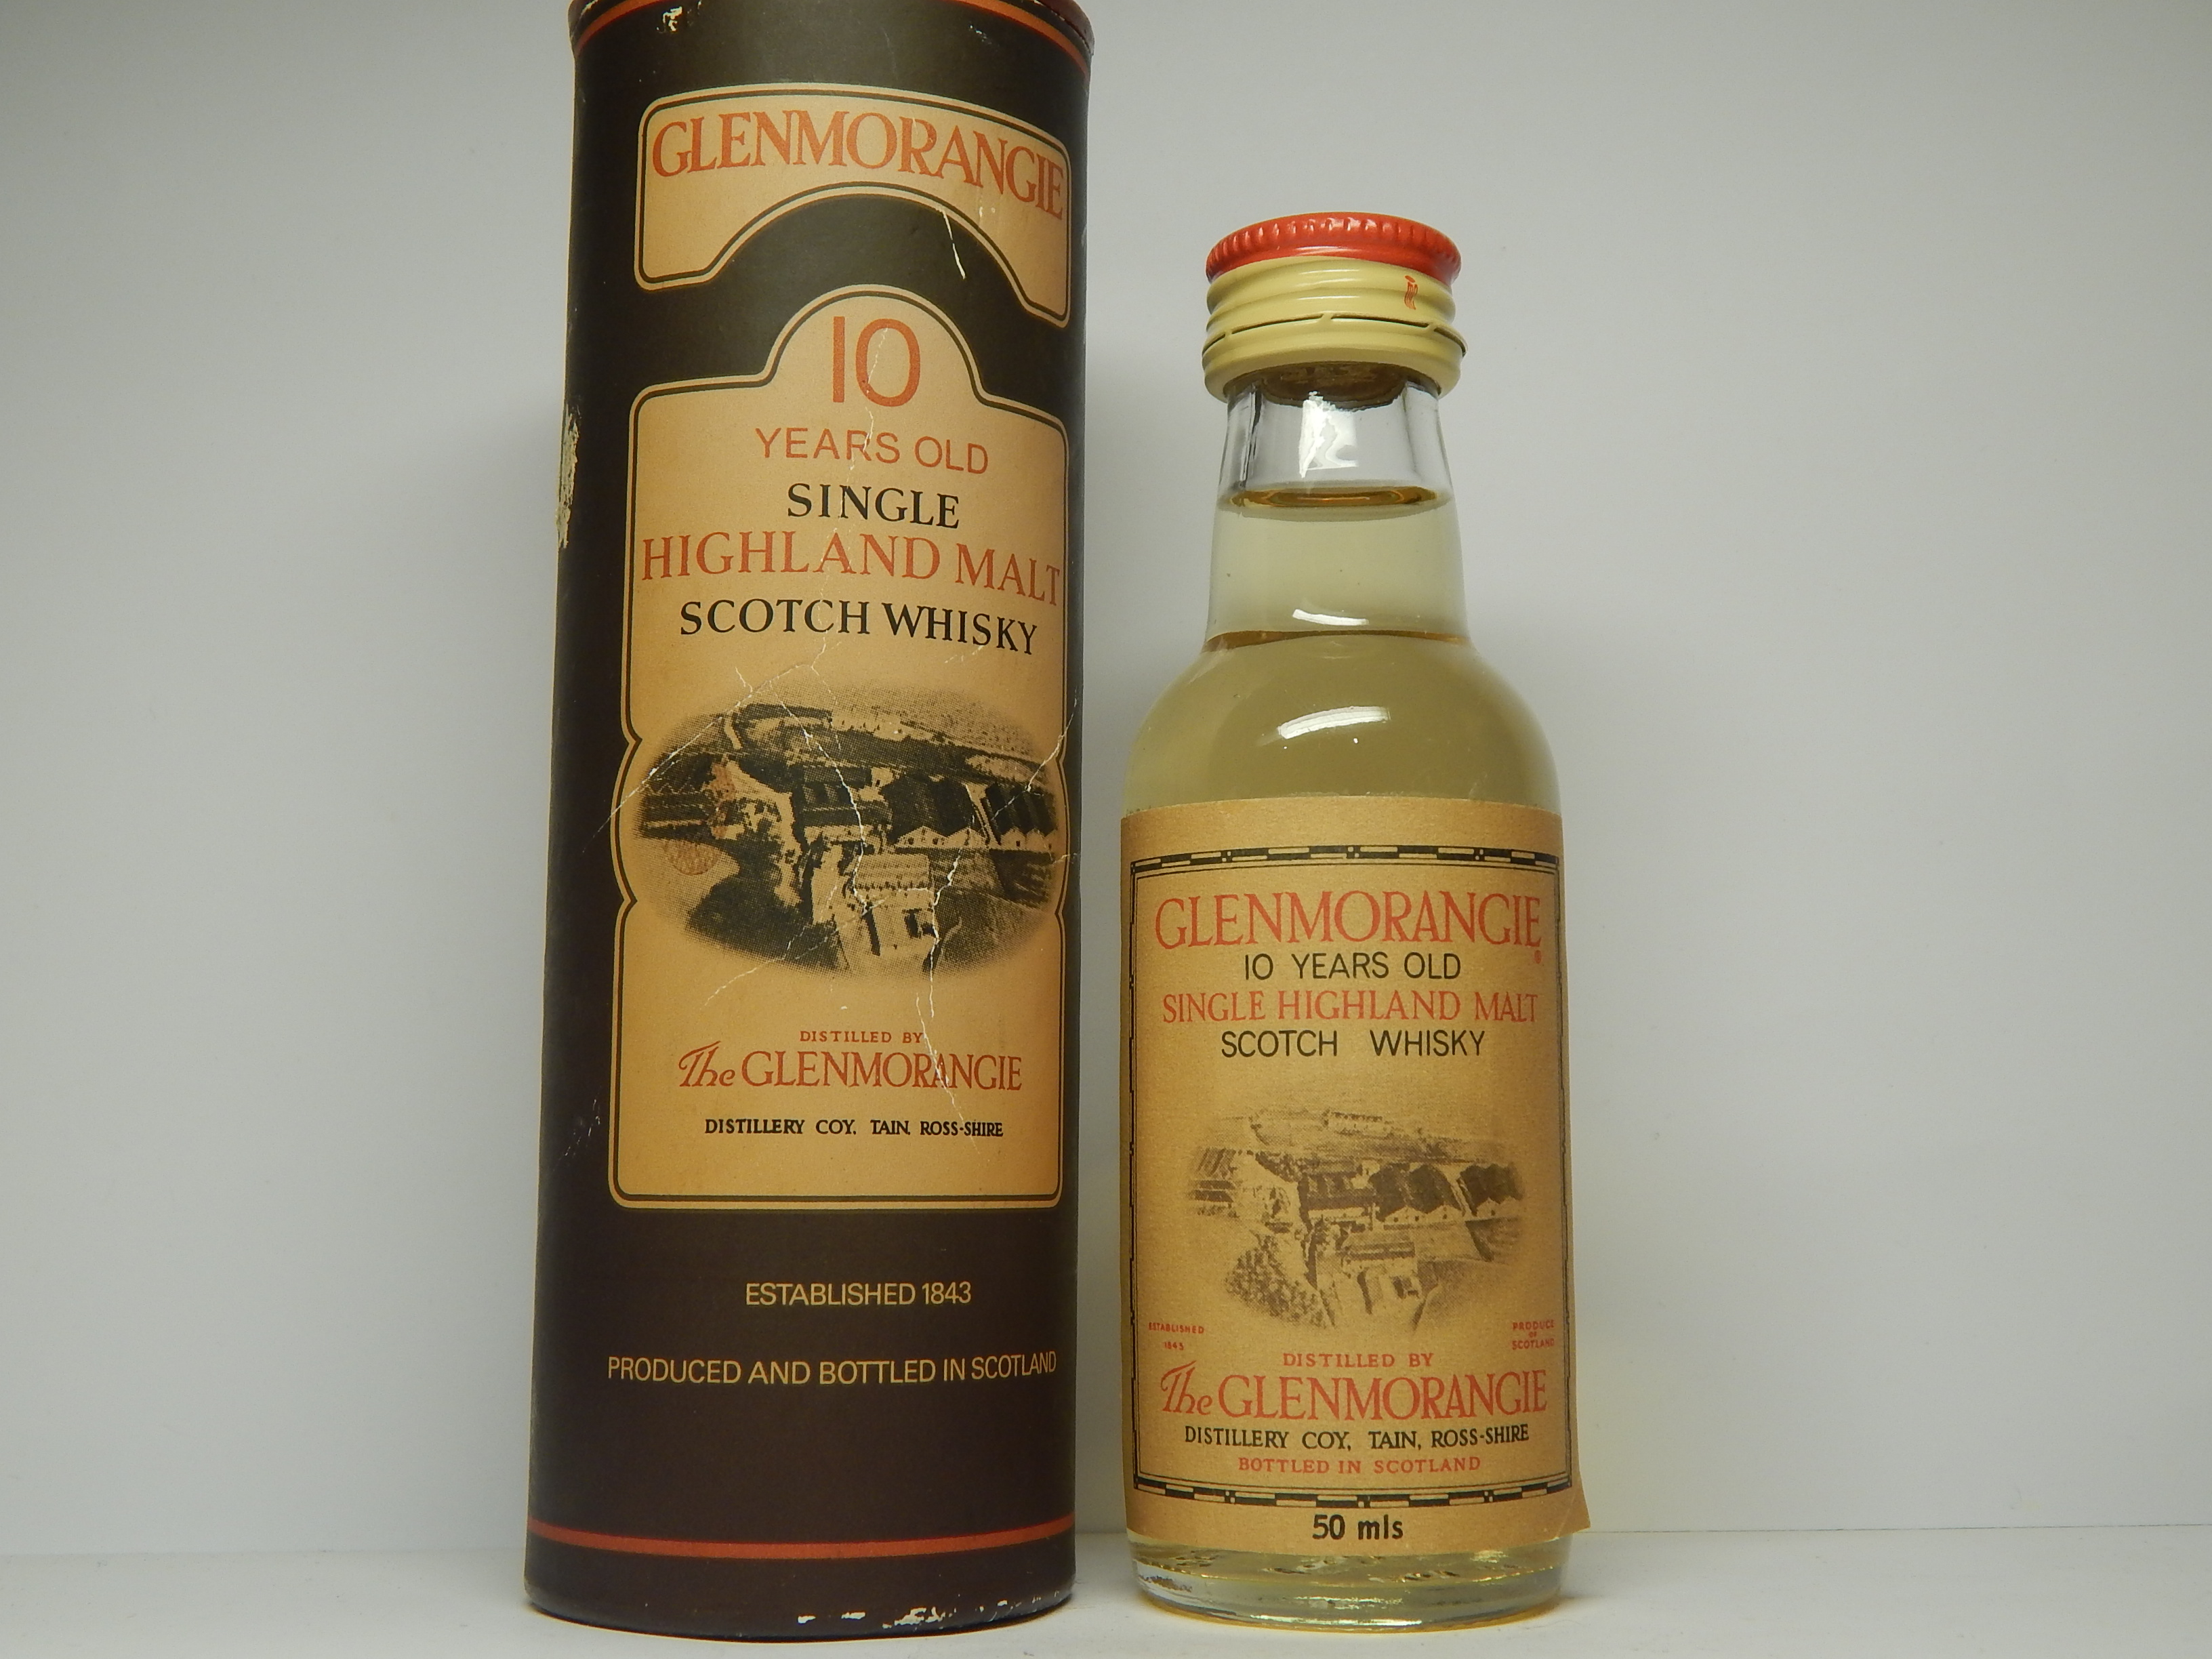 GLENMORANGIE
10
YEARS OLD
SINGLE
HIGHLAND MALT
SCOTCH WHISKY
DISTILLED BY
The GLENMORANGIE
DISTILLERY COY, TAIN, ROSS-SHIRE
ESTABLISHED 1843
PRODUCED AND BOTTLED IN SCOTLAND
GLENMORANGIE
10 YEARS OLD
SINGLE HIGHLAND MALT
SCOTCH WHISKY
ESTABLISHED
1843
PRODUCE
OF
SCOTLAND
DISTILLED BY
The GLENMORANGIE
DISTILLERY COY, TAIN, ROSS-SHIRE
BOTTLED IN SCOTLAND
50 mls